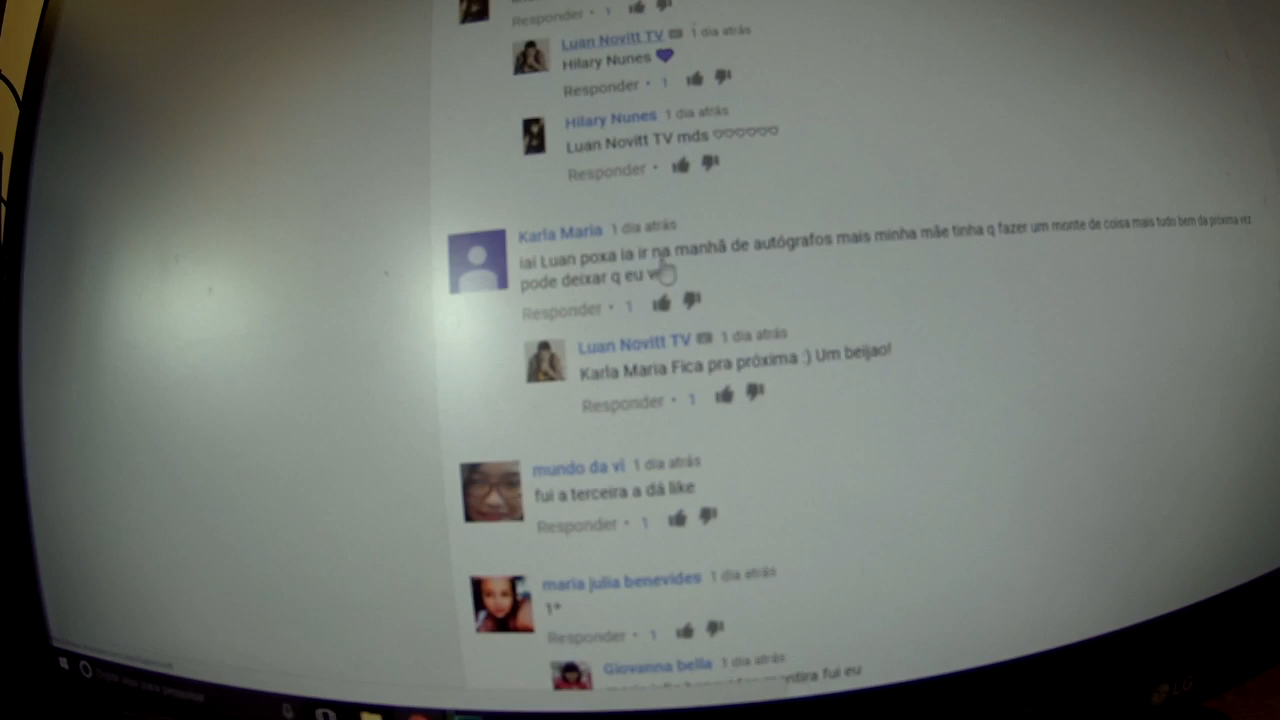 Responder • 1
Luan Novitt TV 1 dia atrás
Hilary Nunes 💜
Responder • 1
Hilary Nunes 1 dia atrás
Luan Novitt TV mds ♡♡♡♡♡♡
Responder •
Karla Maria 1 dia atrás
iaí Luan poxa ia ir na manhã de autógrafos mais minha mãe tinha q fazer um monte de coisa mais tudo bem da próxima vez
pode deixar q eu
Responder • 1
Luan Novitt TV 1 dia atrás
Karla Maria Fica pra próxima :) Um beijao!
Responder • 1
mundo da vi 1 dia atrás
fui a terceira a dá like
Responder • 1
maria julia benevides 1 dia atrás
1*
Responder • 1
Giovanna bella 1 dia atrás
fui eu
LG